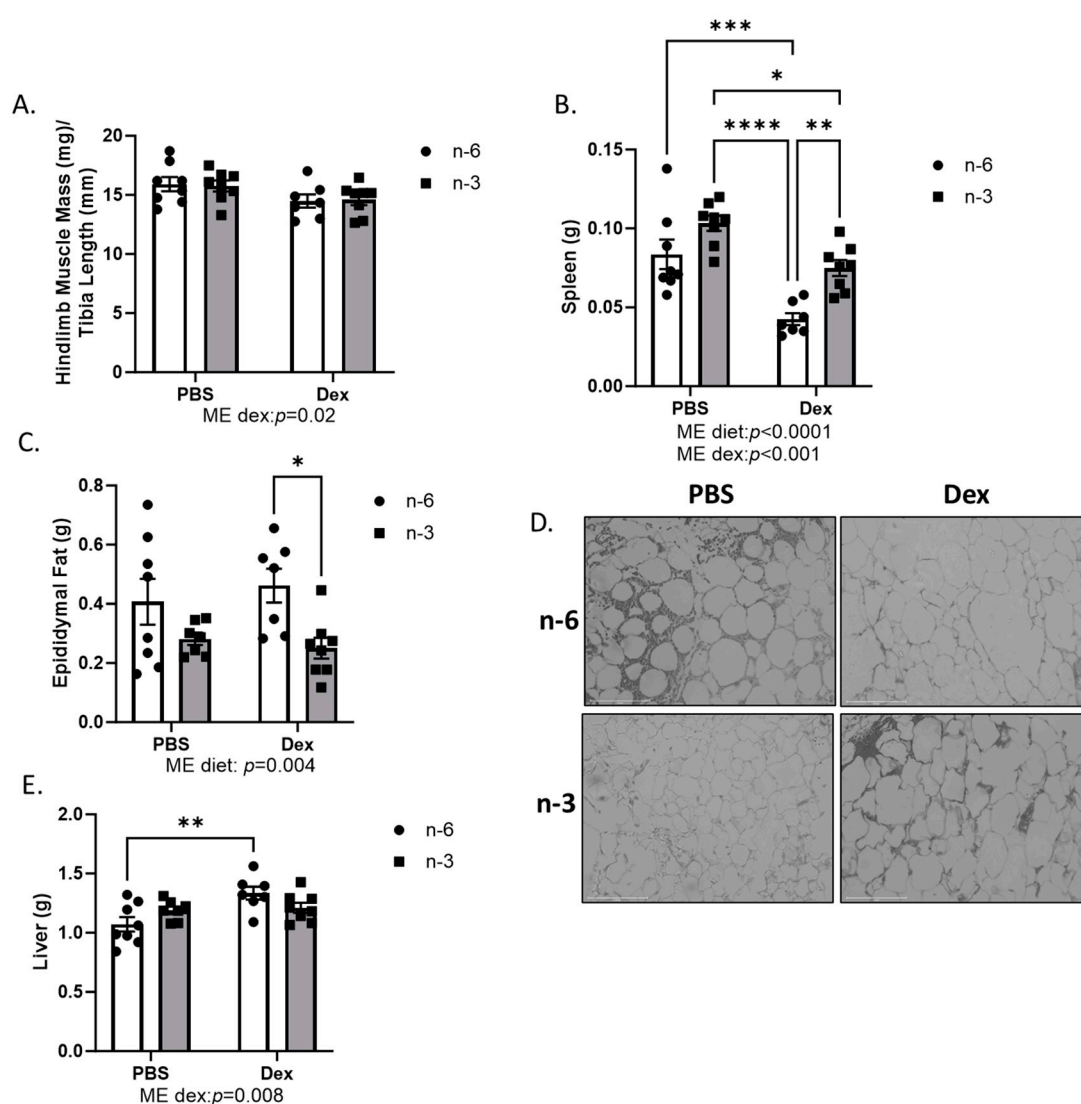 A.
Hindlimb Muscle Mass (mg)/
Tibia Length (mm)
20
15
10
5
0
n-6
n-3
PBS
Dex
ME dex:p=0.02
B.
***
*
****
**
Spleen (g)
0.15
0.10
0.05
0.00
n-6
n-3
PBS
Dex
ME diet:p<0.0001
ME dex:p<0.001
C.
*
Epididymal Fat (g)
0.8
0.6
0.4
0.2
0.0
n-6
n-3
PBS
Dex
ME diet: p=0.004
D.
PBS
Dex
n-6
n-3
E.
**
Liver (g)
2.0
1.5
1.0
0.5
0.0
n-6
n-3
PBS
Dex
ME dex:p=0.008